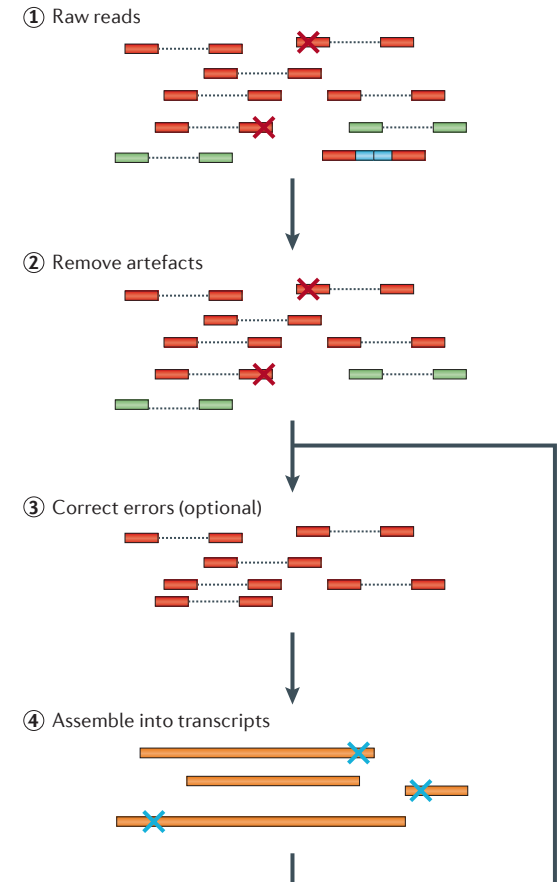 ① Raw reads
② Remove artefacts
③ Correct errors (optional)
④ Assemble into transcripts